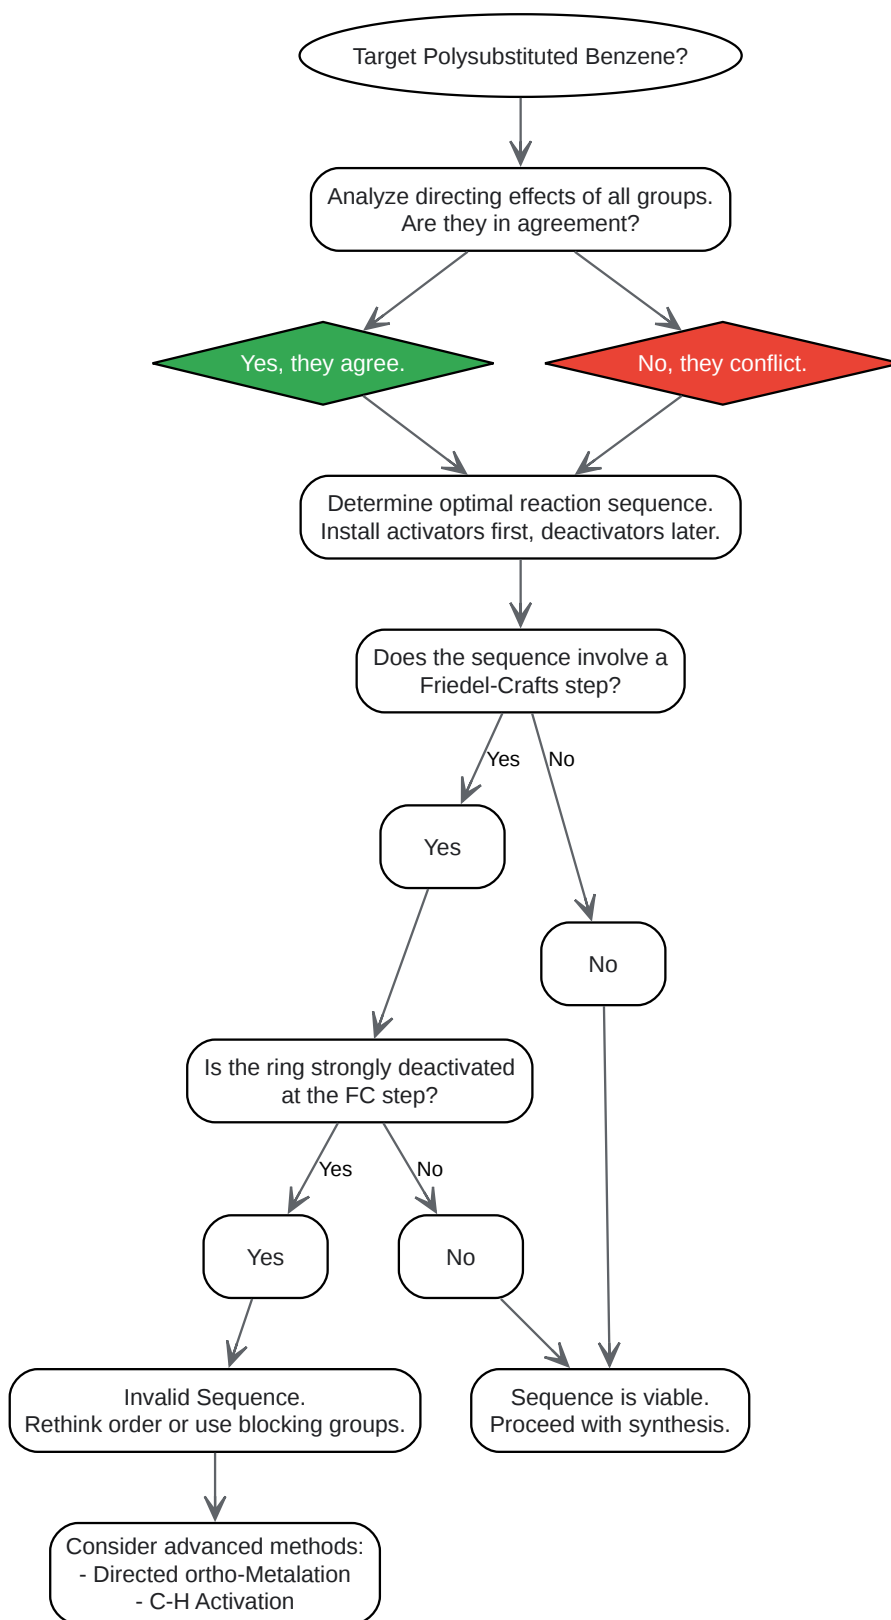 Target Polysubstituted Benzene?
Analyze directing effects of all groups.
Are they in agreement?
Yes, they agree.
No, they conflict.
Determine optimal reaction sequence.
Install activators first, deactivators later.
Does the sequence involve a
Friedel-Crafts step?
Yes
No
Yes
No
Is the ring strongly deactivated
at the FC step?
Yes
No
Yes
No
Invalid Sequence.
Rethink order or use blocking groups.
Sequence is viable.
Proceed with synthesis.
Consider advanced methods:
- Directed ortho-Metalation
- C-H Activation